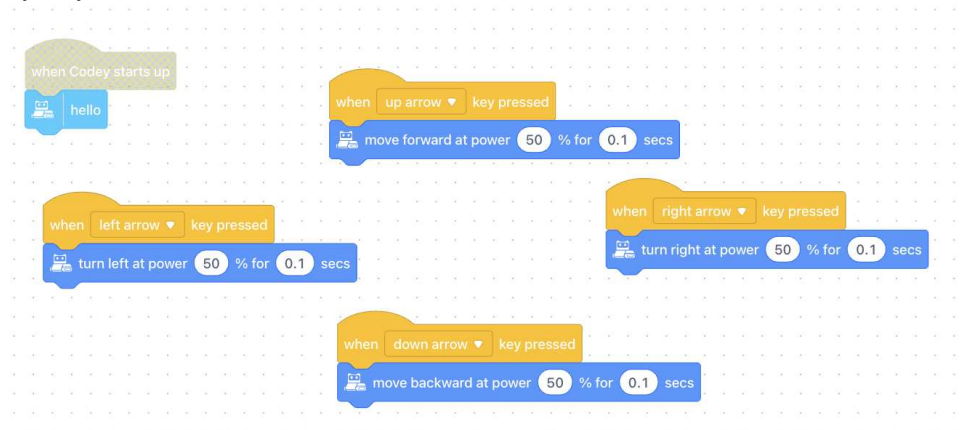 when Codey starts up
hello
when up arrow key pressed
move forward at power 50 % for 0.1 secs
when left arrow key pressed
turn left at power 50 % for 0.1 secs
when right arrow key pressed
turn right at power 50 % for 0.1 secs
when down arrow key pressed
move backward at power 50 % for 0.1 secs